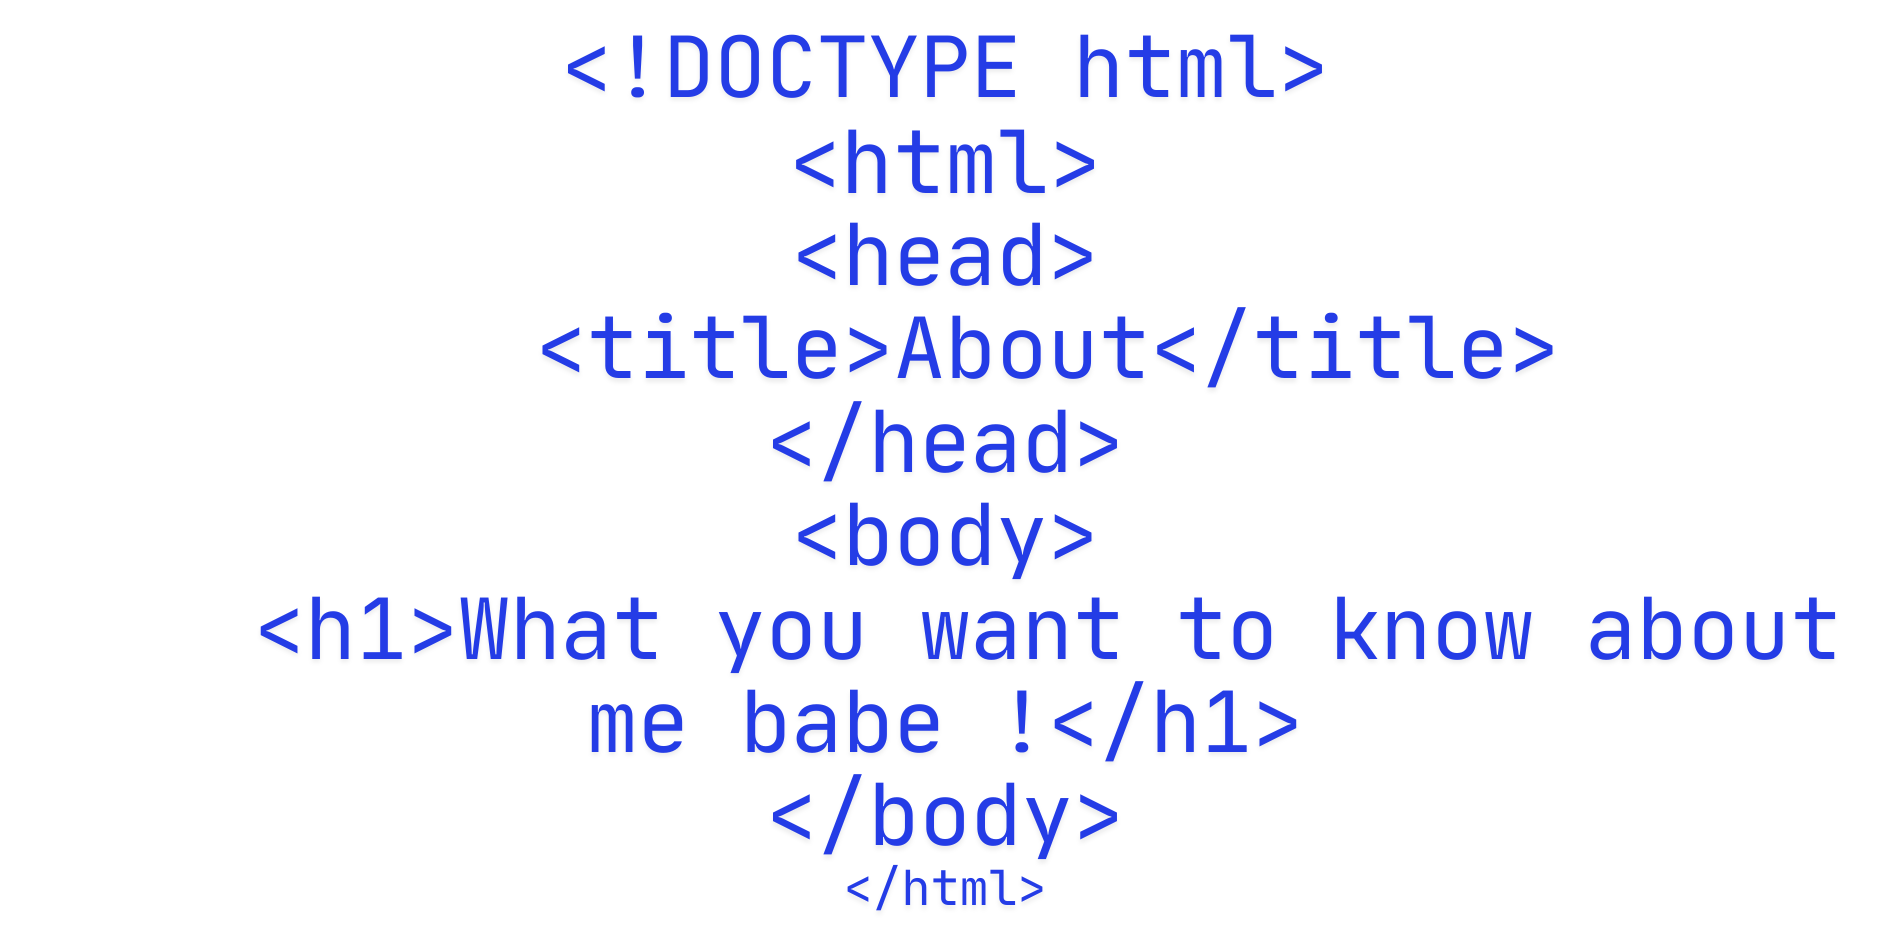 <!DOCTYPE html>
<html>
<head>
<title>About</title>
</head>
<body>
<h1>What you want to know about
me babe !</h1>
</body>
</html>